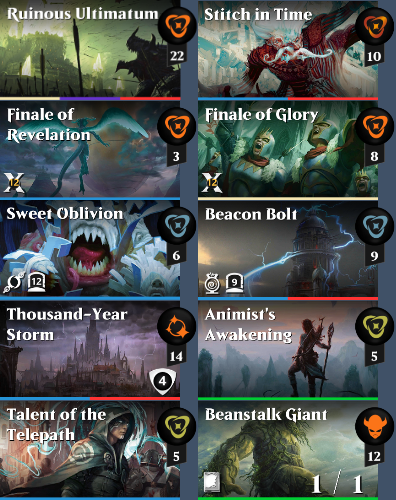 Ruinous Ultimatum
22
Stitch in Time
10
Finale of
Revelation
3
X
12
Finale of Glory
8
X
12
Sweet Oblivion
6
12
Beacon Bolt
9
9
Thousand-Year
Storm
14
4
Animist's
Awakening
5
Talent of the
Telepath
5
Beanstalk Giant
12
1 / 1